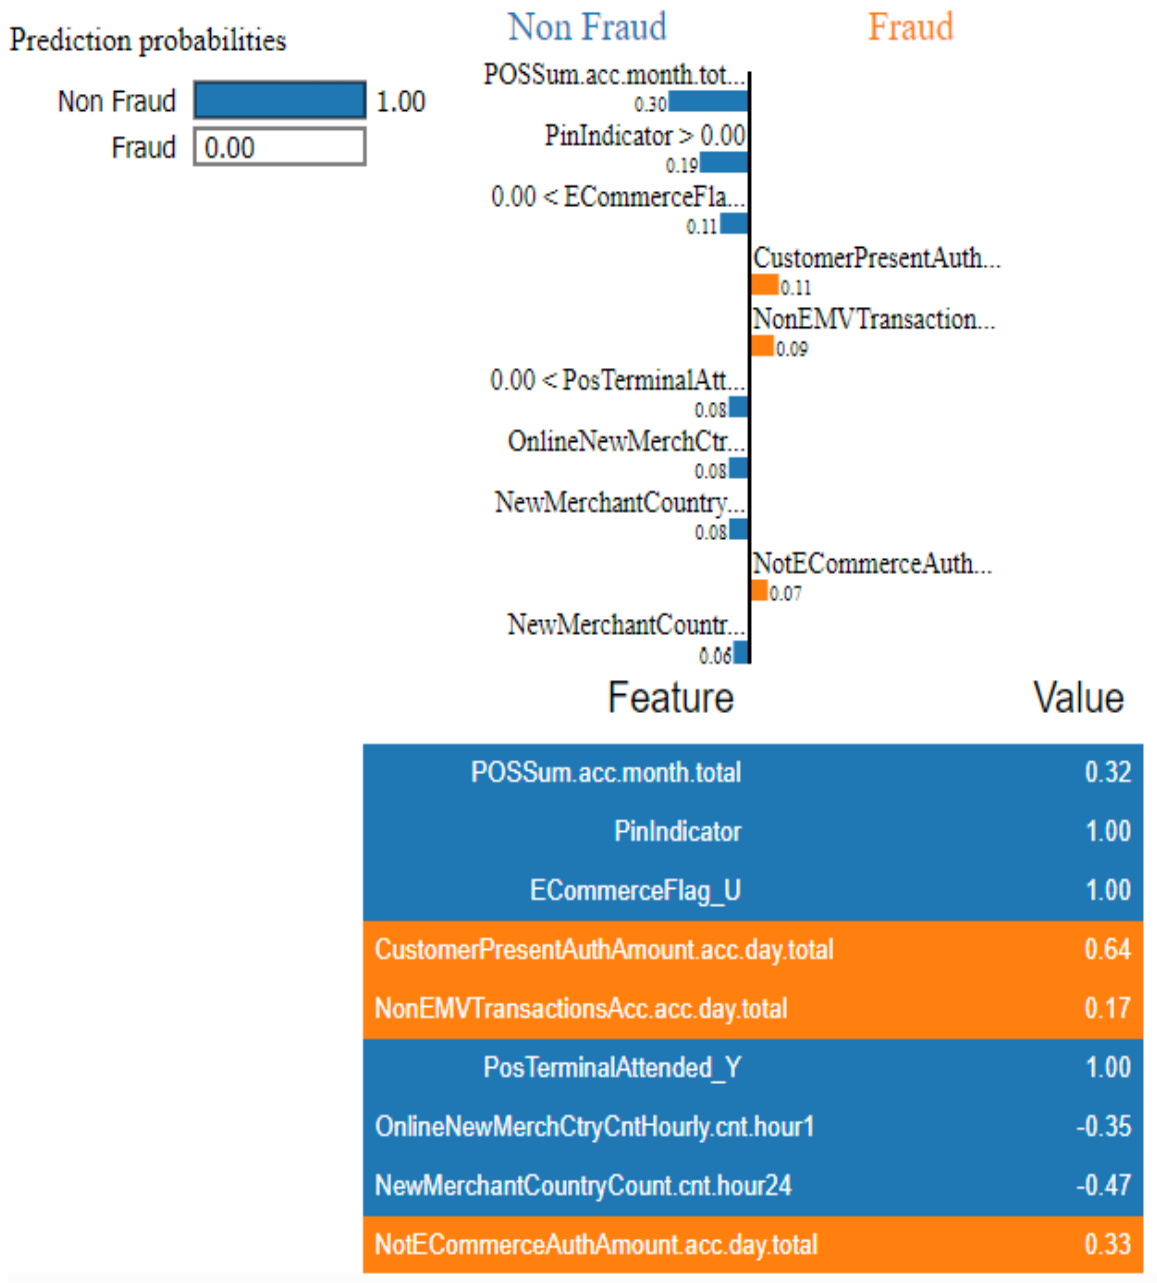 Prediction probabilities
Non Fraud 1.00
Fraud 0.00
Non Fraud Fraud
POSSum.acc.month.tot...
0.30
PinIndicator > 0.00
0.19
0.00 < ECommerceFla...
0.11
CustomerPresentAuth...
0.11
NonEMVTransaction...
0.09
0.00 < PosTerminalAtt...
0.08
OnlineNewMerchCtr...
0.08
NewMerchantCountry...
0.08
NotECommerceAuth...
0.07
NewMerchantCountr...
0.06
Feature Value
POSSum.acc.month.total 0.32
PinIndicator 1.00
ECommerceFlag_U 1.00
CustomerPresentAuthAmount.acc.day.total 0.64
NonEMVTransactionsAcc.acc.day.total 0.17
PosTerminalAttended_Y 1.00
OnlineNewMerchCtryCntHourly.cnt.hour1 -0.35
NewMerchantCountryCount.cnt.hour24 -0.47
NotECommerceAuthAmount.acc.day.total 0.33